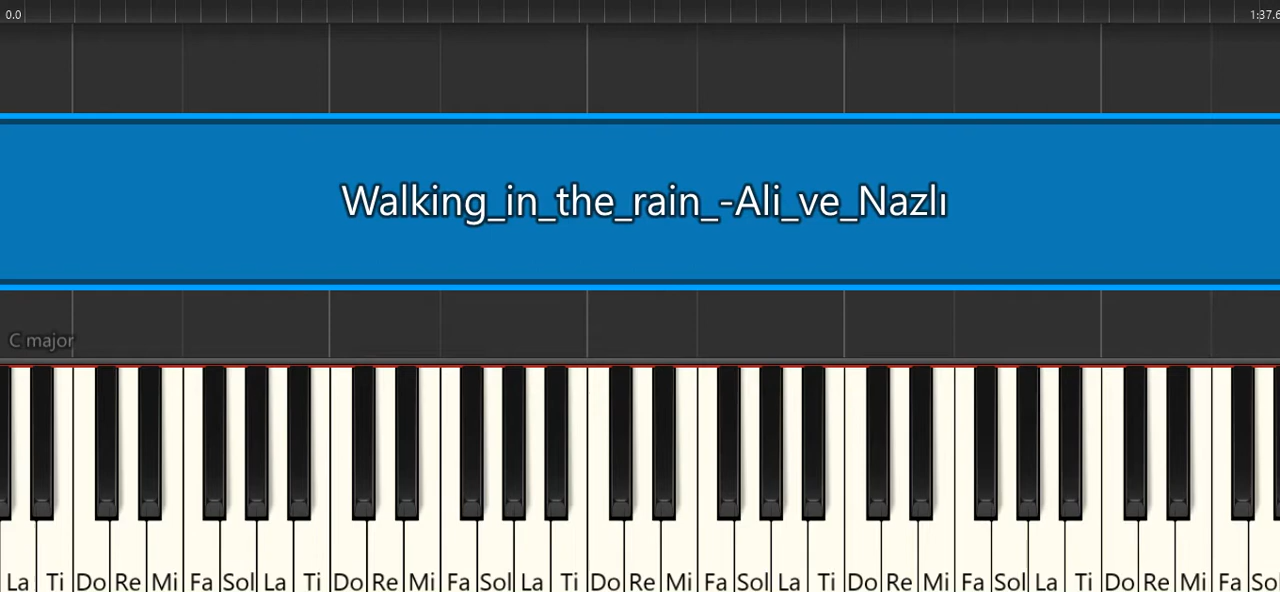 0.0 1:37.6
Walking_in_the_rain_-Ali_ve_Nazlı
C major
La Ti Do Re Mi Fa Sol La Ti Do Re Mi Fa Sol La Ti Do Re Mi Fa Sol La Ti Do Re Mi Fa Sol La Ti Do Re Mi Fa So